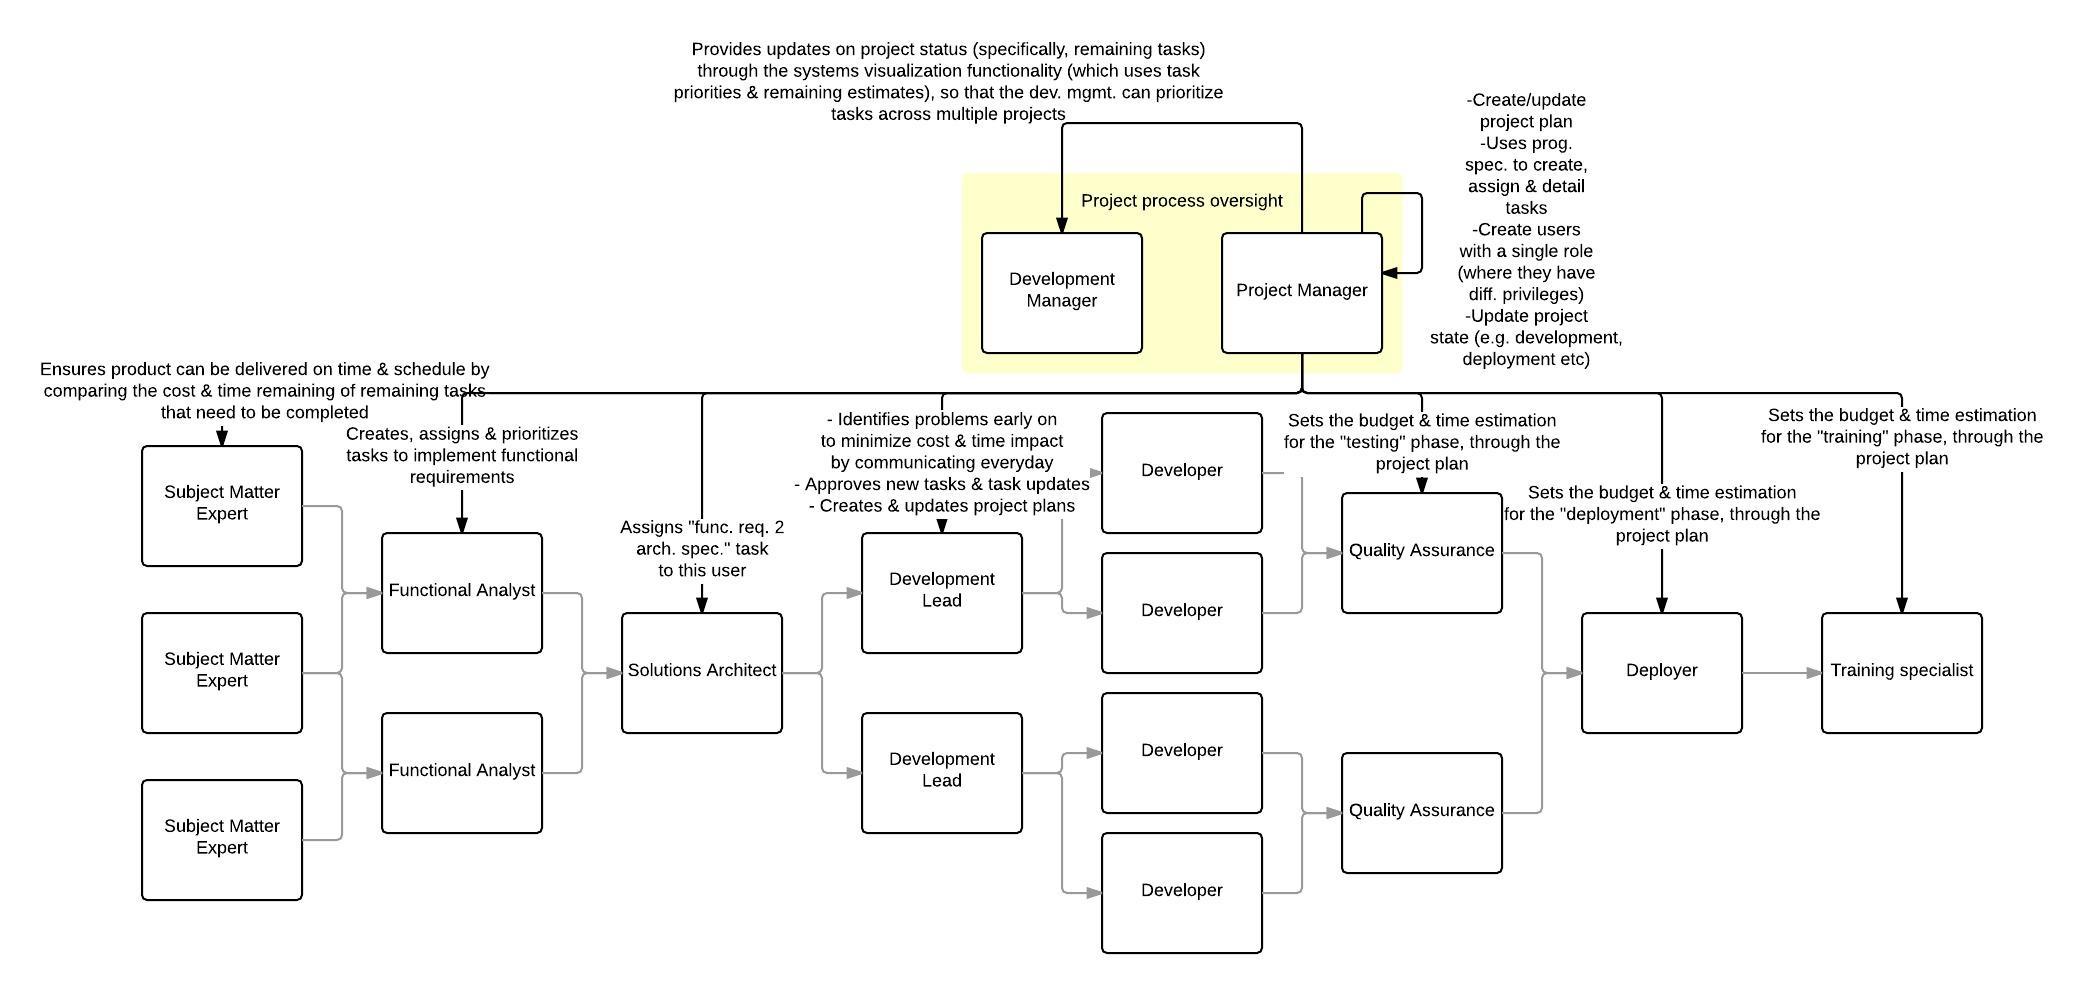 Provides updates on project status (specifically, remaining tasks)
through the systems visualization functionality (which uses task
priorities & remaining estimates), so that the dev. mgmt. can prioritize
tasks across multiple projects
-Create/update
project plan
-Uses prog.
spec. to create,
assign & detail
tasks
-Create users
with a single role
(where they have
diff. privileges)
-Update project
state (e.g. development,
deployment etc)
Project process oversight
Development
Manager
Project Manager
Ensures product can be delivered on time & schedule by
comparing the cost & time remaining of remaining tasks
that need to be completed
Creates, assigns & prioritizes
tasks to implement functional
requirements
Assigns "func. req. 2
arch. spec." task
to this user
- Identifies problems early on
to minimize cost & time impact
by communicating everyday
- Approves new tasks & task updates
- Creates & updates project plans
Sets the budget & time estimation
for the "testing" phase, through the
project plan
Sets the budget & time estimation
for the "deployment" phase, through the
project plan
Sets the budget & time estimation
for the "training" phase, through the
project plan
Subject Matter
Expert
Subject Matter
Expert
Subject Matter
Expert
Functional Analyst
Functional Analyst
Solutions Architect
Development
Lead
Development
Lead
Developer
Developer
Developer
Developer
Quality Assurance
Quality Assurance
Deployer
Training specialist